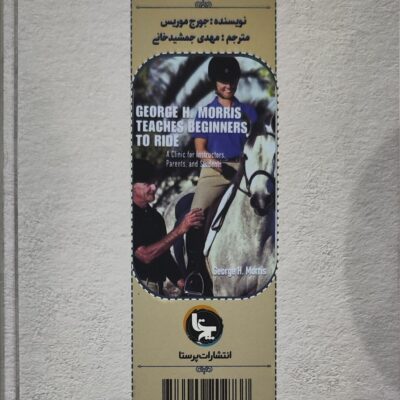 نویسنده : جورج موریس
مترجم : مهدی جمشیدخانی
GEORGE H. MORRIS
TEACHES BEGINNERS
TO RIDE
A Clinic for Instructors,
Parents, and Students
George H. Morris
انتشارات پرستا